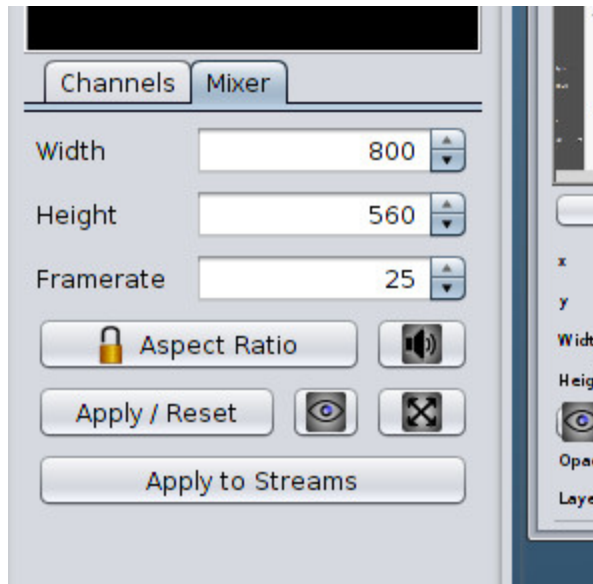 Channels Mixer
Width 800
Height 560
Framerate 25
Aspect Ratio
Apply / Reset
Apply to Streams
x
y